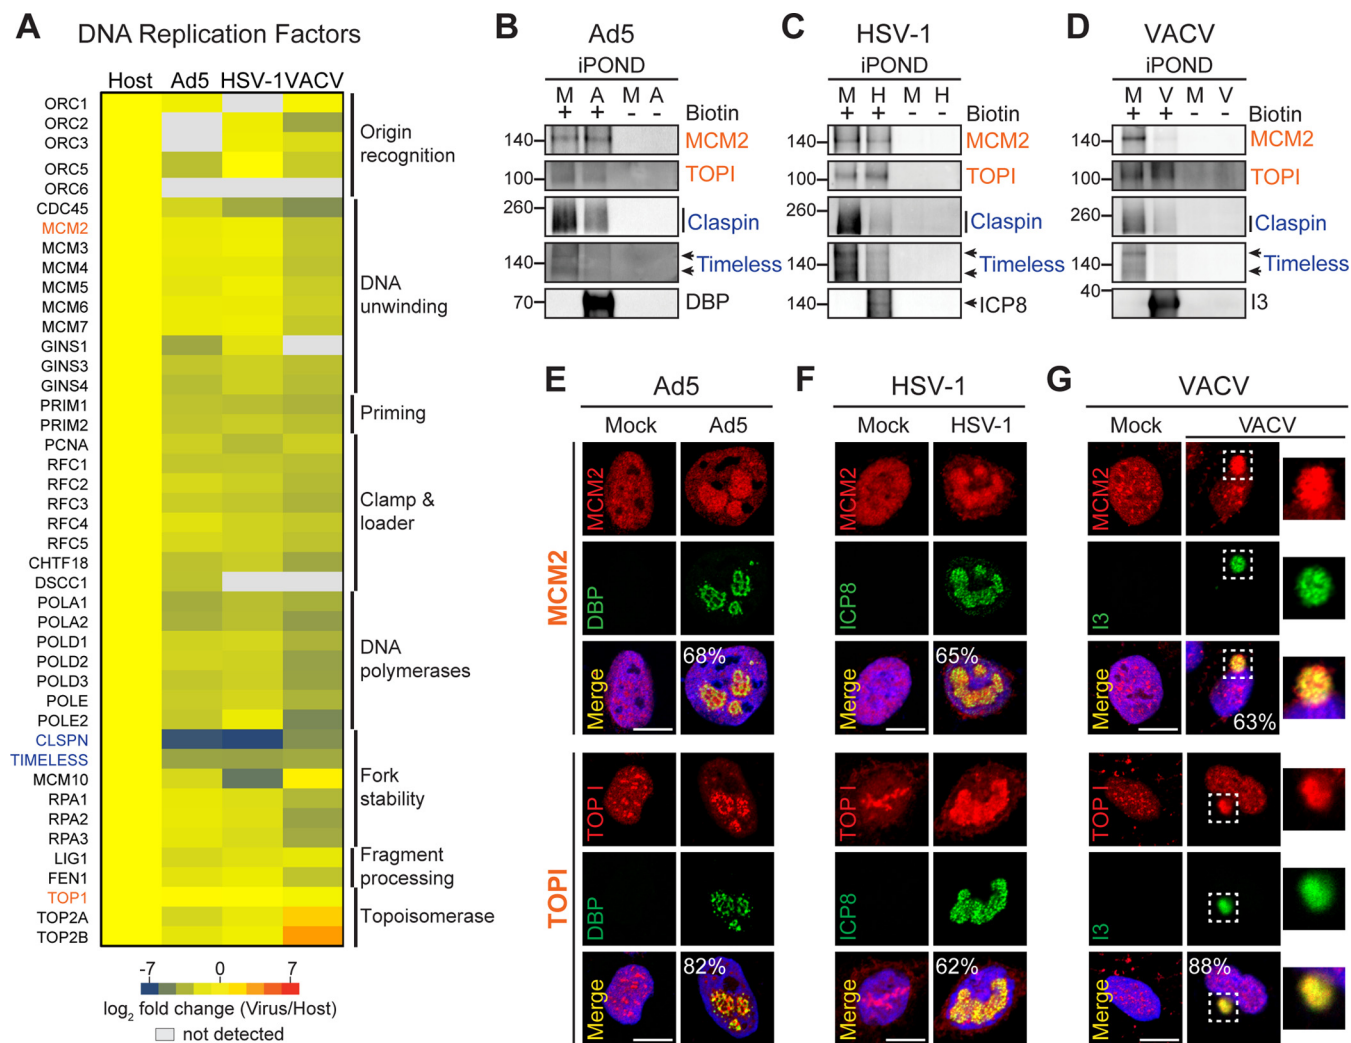 A
DNA Replication Factors
Host Ad5 HSV-1 VACV
ORC1
ORC2
ORC3
ORC5
ORC6
CDC45
MCM2
MCM3
MCM4
MCM5
MCM6
MCM7
GINS1
GINS3
GINS4
PRIM1
PRIM2
PCNA
RFC1
RFC2
RFC3
RFC4
RFC5
CHTF18
DSCC1
POLA1
POLA2
POLD1
POLD2
POLD3
POLE
POLE2
CLSPN
TIMELESS
MCM10
RPA1
RPA2
RPA3
LIG1
FEN1
TOP1
TOP2A
TOP2B
Origin
recognition
DNA
unwinding
Priming
Clamp &
loader
DNA
polymerases
Fork
stability
Fragment
processing
Topoisomerase
-7 0 7
log2 fold change (Virus/Host)
not detected
B
Ad5
iPOND
M A M A
+ + - - Biotin
140 MCM2
100 TOPI
260 Claspin
140 Timeless
70 DBP
C
HSV-1
iPOND
M H M H
+ + - - Biotin
140 MCM2
100 TOPI
260 Claspin
140 Timeless
140 ICP8
D
VACV
iPOND
M V M V
+ + - - Biotin
140 MCM2
100 TOPI
260 Claspin
140 Timeless
40 I3
E
Ad5
Mock Ad5
MCM2
MCM2
DBP
Merge
68%
TOPI
TOP I
DBP
Merge
82%
F
HSV-1
Mock HSV-1
MCM2
ICP8
Merge
65%
TOP I
ICP8
Merge
62%
G
VACV
Mock VACV
MCM2
I3
Merge
63%
TOP I
I3
Merge
88%